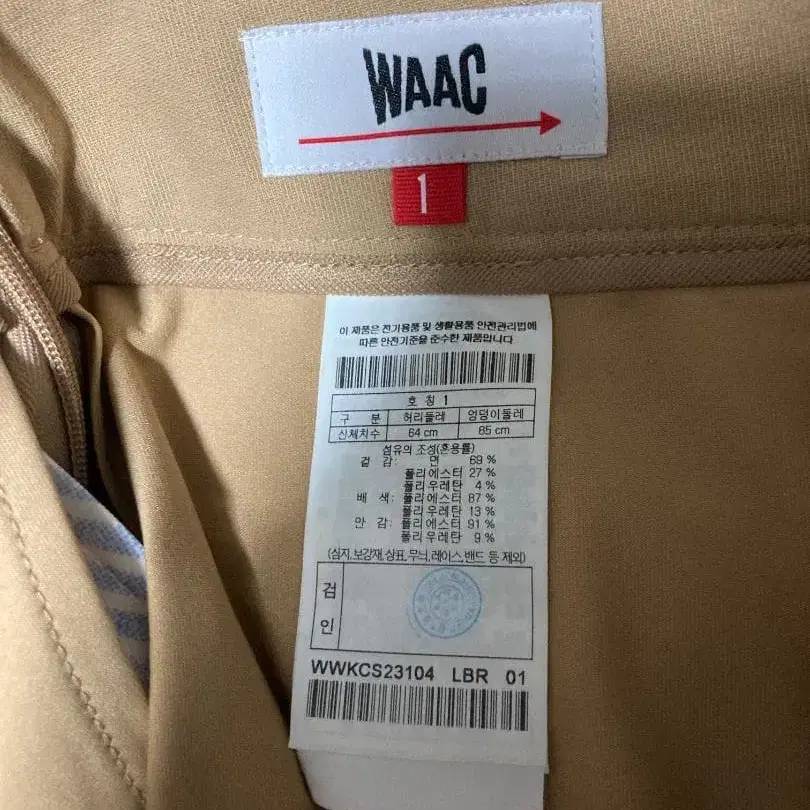 WAAC
1
이 제품은 전기용품 및 생활용품 안전관리법에
따른 안전기준을 준수한 제품입니다
호 칭 1
구 분 허리둘레 엉덩이둘레
신체치수 64 cm 85 cm
섬유의 조성(혼용률)
겉 감: 면 69 %
폴리에스터 27 %
폴리우레탄 4 %
배 색: 폴리에스터 87 %
폴리우레탄 13 %
안 감: 폴리에스터 91 %
폴리우레탄 9 %
(심지,보강재,상표,무늬,레이스,밴드 등 제외)
검
인
WWKCS23104 LBR 01